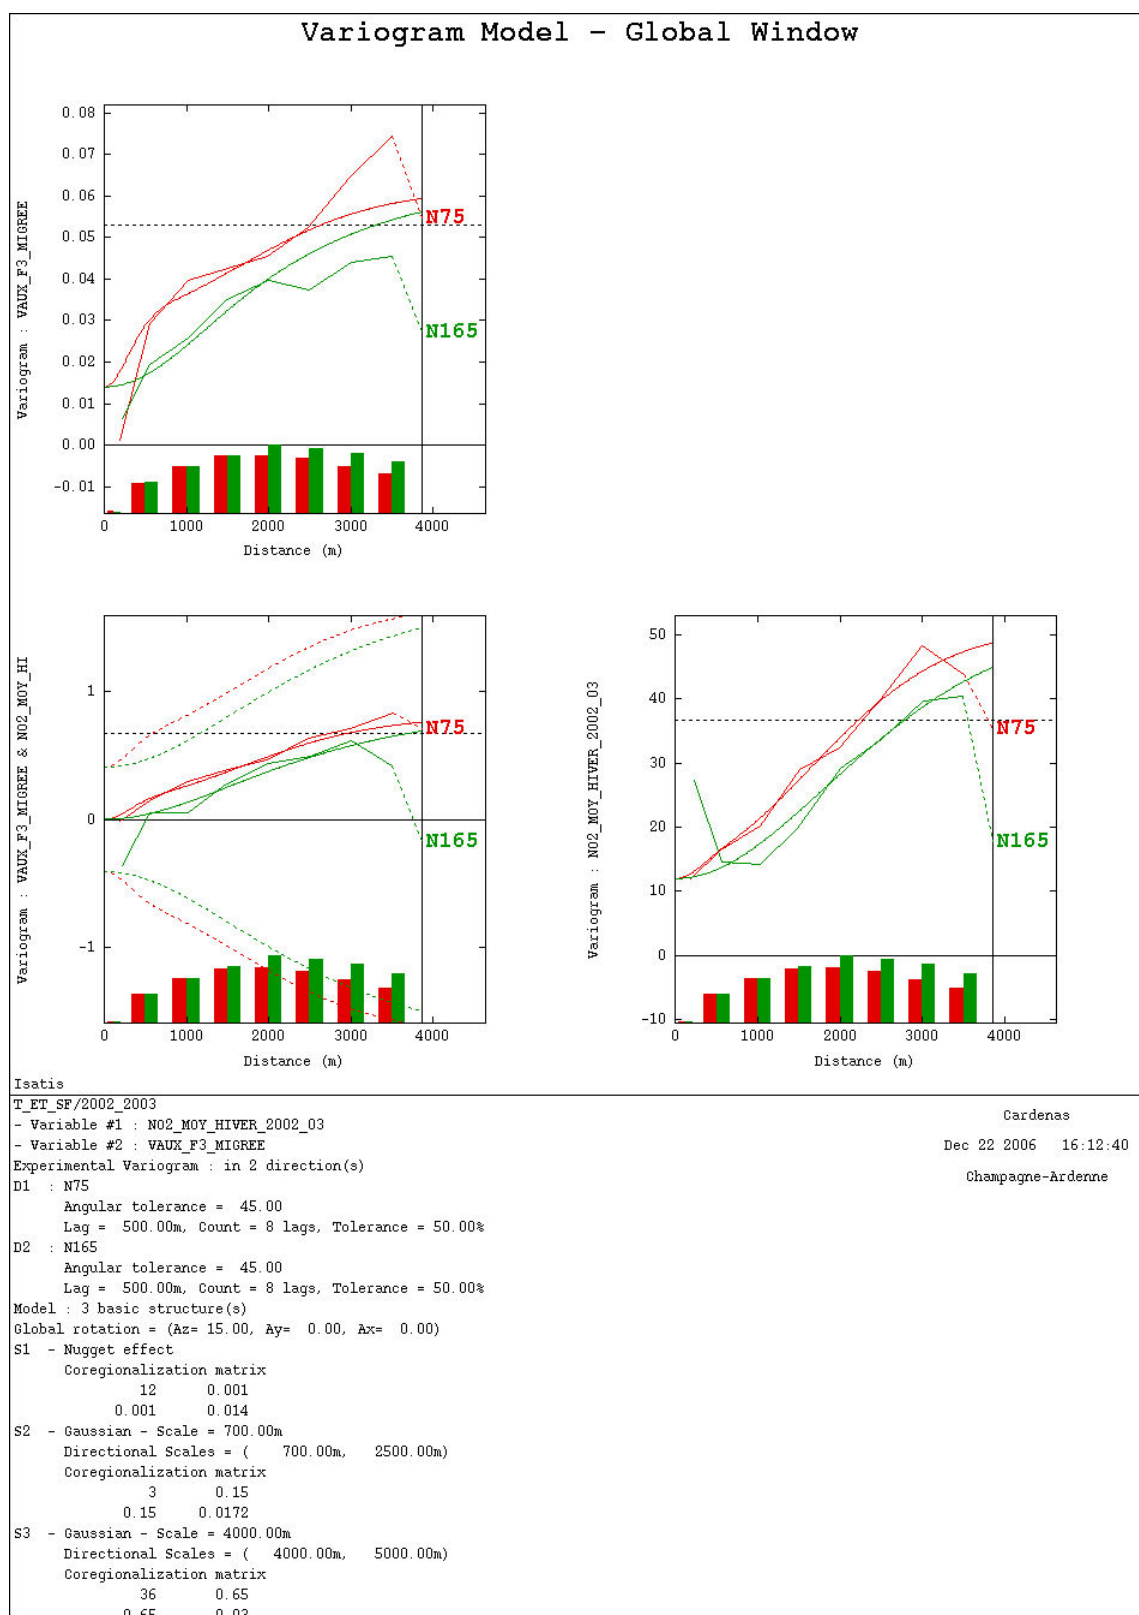 Variogram Model - Global Window
Variogram : VAUX_F3_MIGREE
0.08
0.07
0.06
0.05
0.04
0.03
0.02
0.01
0.00
-0.01
N75
N165
0 1000 2000 3000 4000
Distance (m)
Variogram : VAUX_F3_MIGREE & NO2_MOY_HI
1
0
-1
N75
N165
0 1000 2000 3000 4000
Distance (m)
Variogram : NO2_MOY_HIVER_2002_03
50
40
30
20
10
0
-10
N75
N165
0 1000 2000 3000 4000
Distance (m)
Isatis
T_ET_SF/2002_2003
- Variable #1 : NO2_MOY_HIVER_2002_03
- Variable #2 : VAUX_F3_MIGREE
Experimental Variogram : in 2 direction(s)
D1 : N75
Angular tolerance = 45.00
Lag = 500.00m, Count = 8 lags, Tolerance = 50.00%
D2 : N165
Angular tolerance = 45.00
Lag = 500.00m, Count = 8 lags, Tolerance = 50.00%
Model : 3 basic structure(s)
Global rotation = (Az= 15.00, Ay= 0.00, Ax= 0.00)
S1 - Nugget effect
Coregionalization matrix
12 0.001
0.001 0.014
S2 - Gaussian - Scale = 700.00m
Directional Scales = ( 700.00m, 2500.00m)
Coregionalization matrix
3 0.15
0.15 0.0172
S3 - Gaussian - Scale = 4000.00m
Directional Scales = ( 4000.00m, 5000.00m)
Coregionalization matrix
36 0.65
0.65 0.03
Cardenas
Dec 22 2006 16:12:40
Champagne-Ardenne